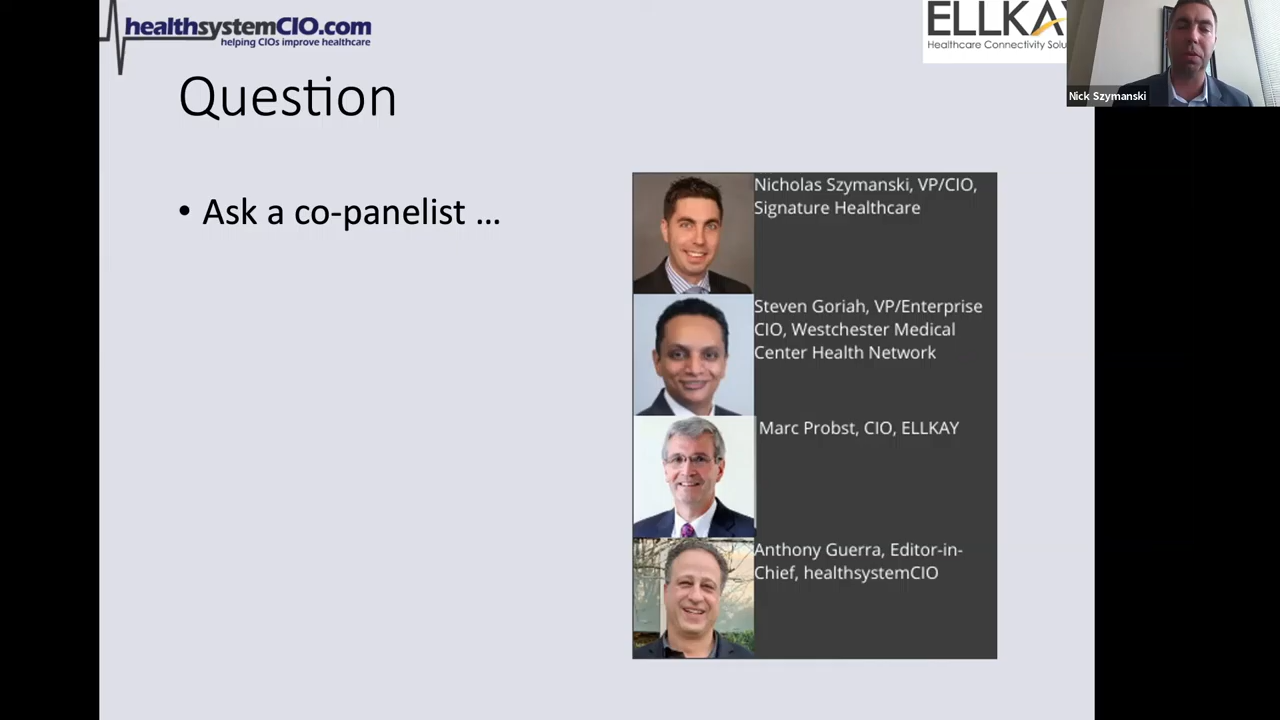 healthsystemCIO.com
helping CIOs improve healthcare
ELLKAY
Healthcare Connectivity Solu
Nick Szymanski
Question
• Ask a co-panelist ...
Nicholas Szymanski, VP/CIO,
Signature Healthcare
Steven Goriah, VP/Enterprise
CIO, Westchester Medical
Center Health Network
Marc Probst, CIO, ELLKAY
Anthony Guerra, Editor-in-
Chief, healthsystemCIO